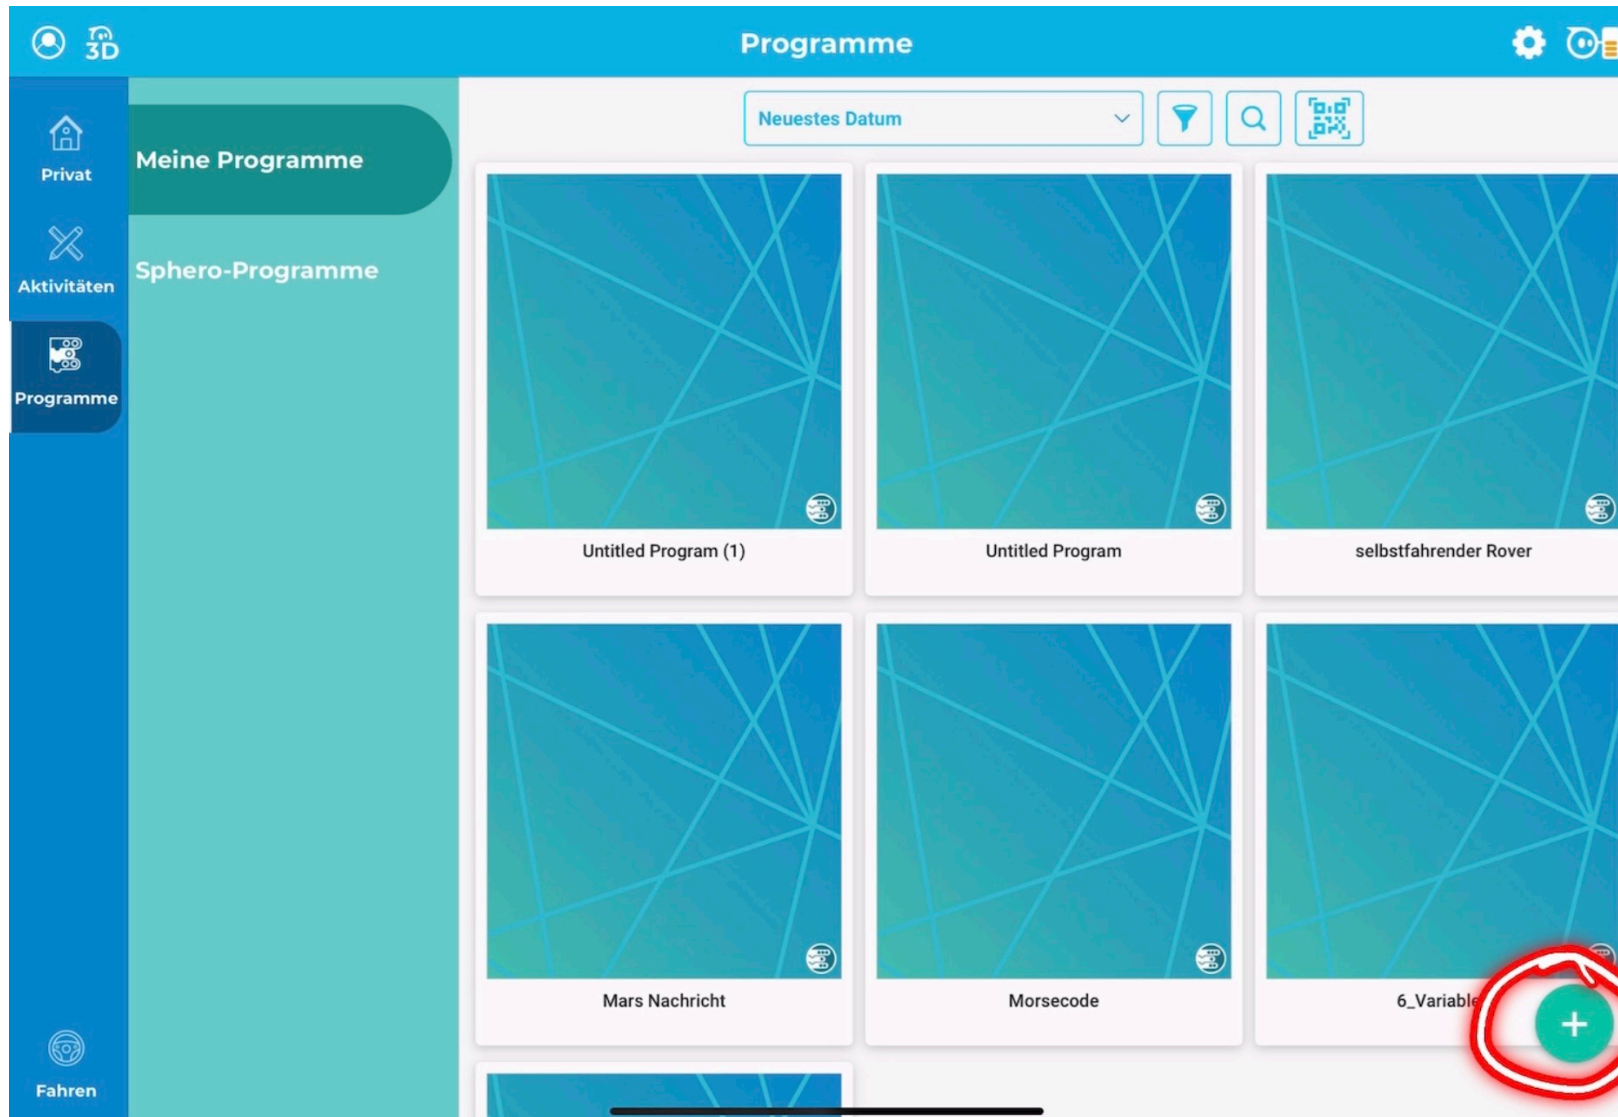 3D
Programme
Neuestes Datum
Privat
Meine Programme
Aktivitäten
Sphero-Programme
Programme
Untitled Program (1)
Untitled Program
selbstfahrender Rover
Mars Nachricht
Morsecode
6_Variable
Fahren